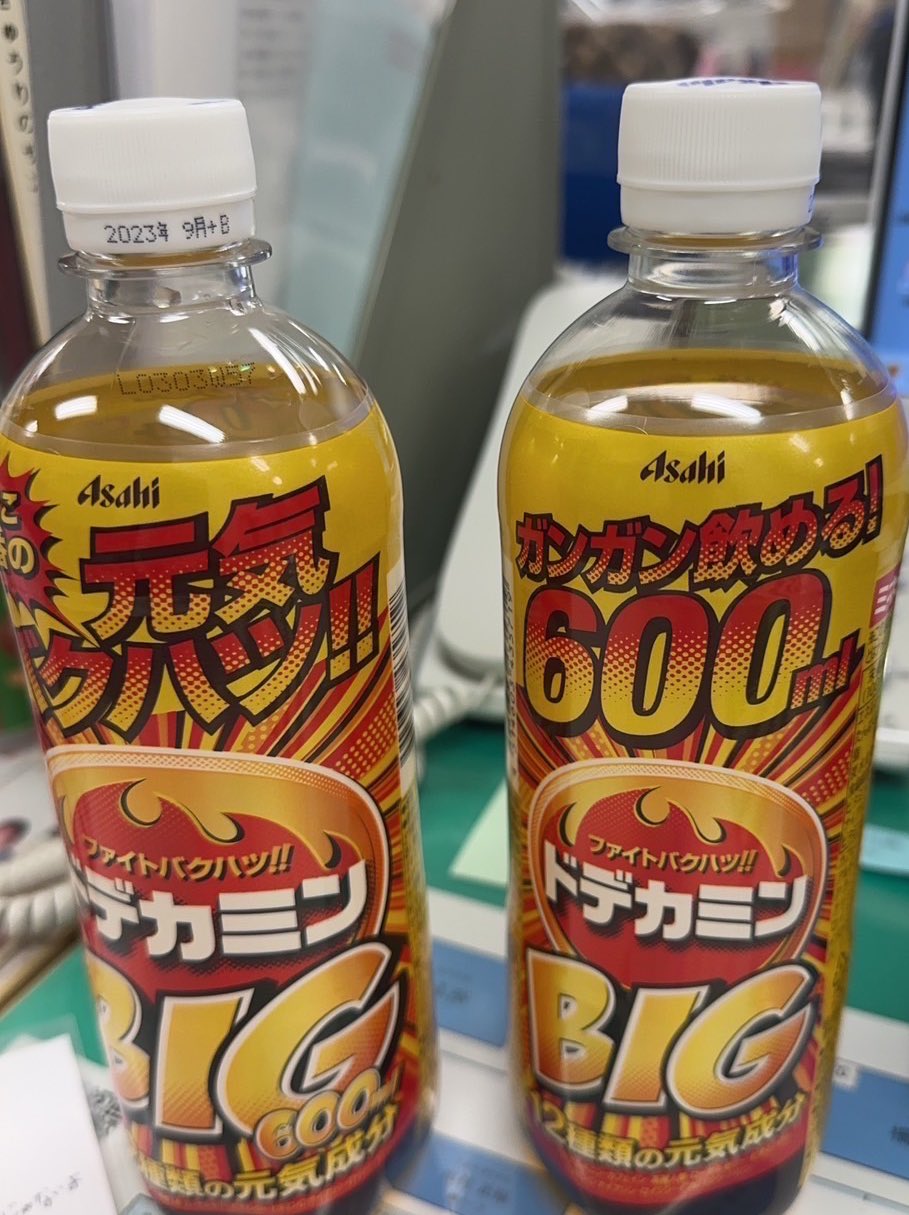 2023年 9月+B
L0303W57
Asahi
元気
バクハツ!!
ファイトバクハツ!!
ドデカミン
BIG
600ml
種類の元気成分
Asahi
ガンガン飲める!
600ml
ファイトバクハツ!!
ドデカミン
BIG
12種類の元気成分